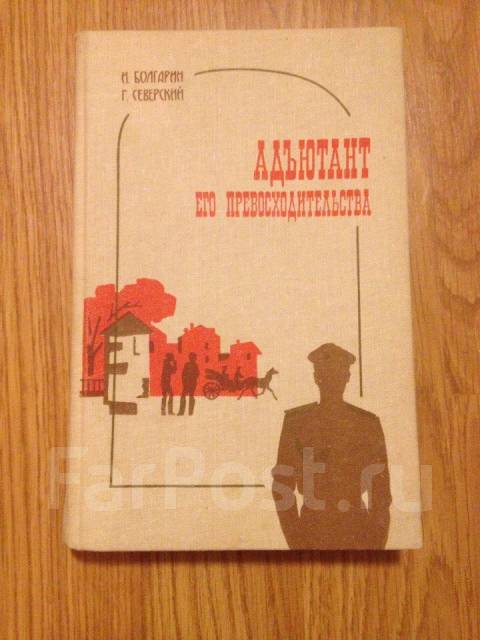 И. БОЛГАРИН
Г. СЕВЕРСКИЙ
АДЪЮТАНТ
ЕГО ПРЕВОСХОДИТЕЛЬСТВА
FarPost.ru